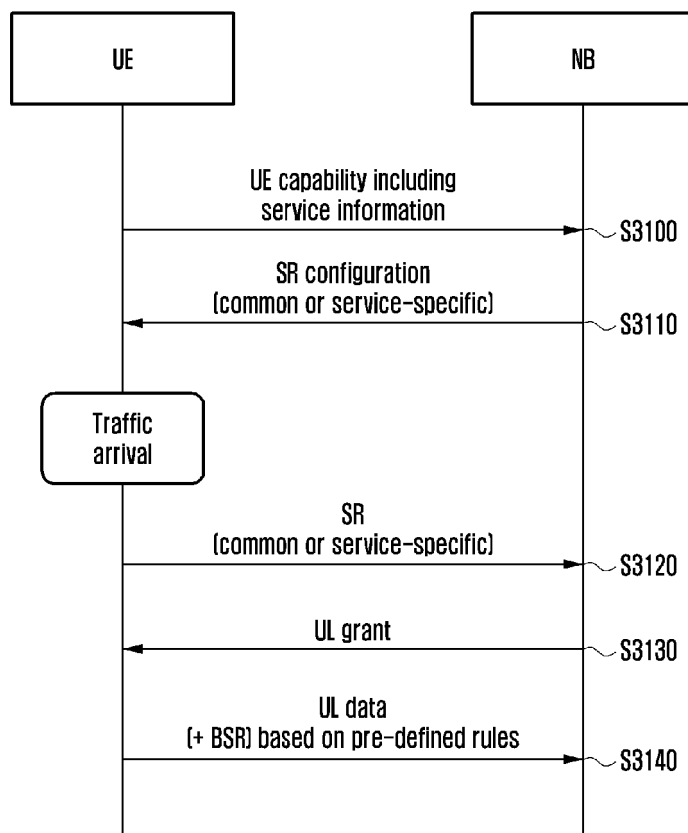 UE
NB
UE capability including
service information
S3100
SR configuration
(common or service-specific)
S3110
Traffic
arrival
SR
(common or service-specific)
S3120
UL grant
S3130
UL data
(+ BSR) based on pre-defined rules
S3140